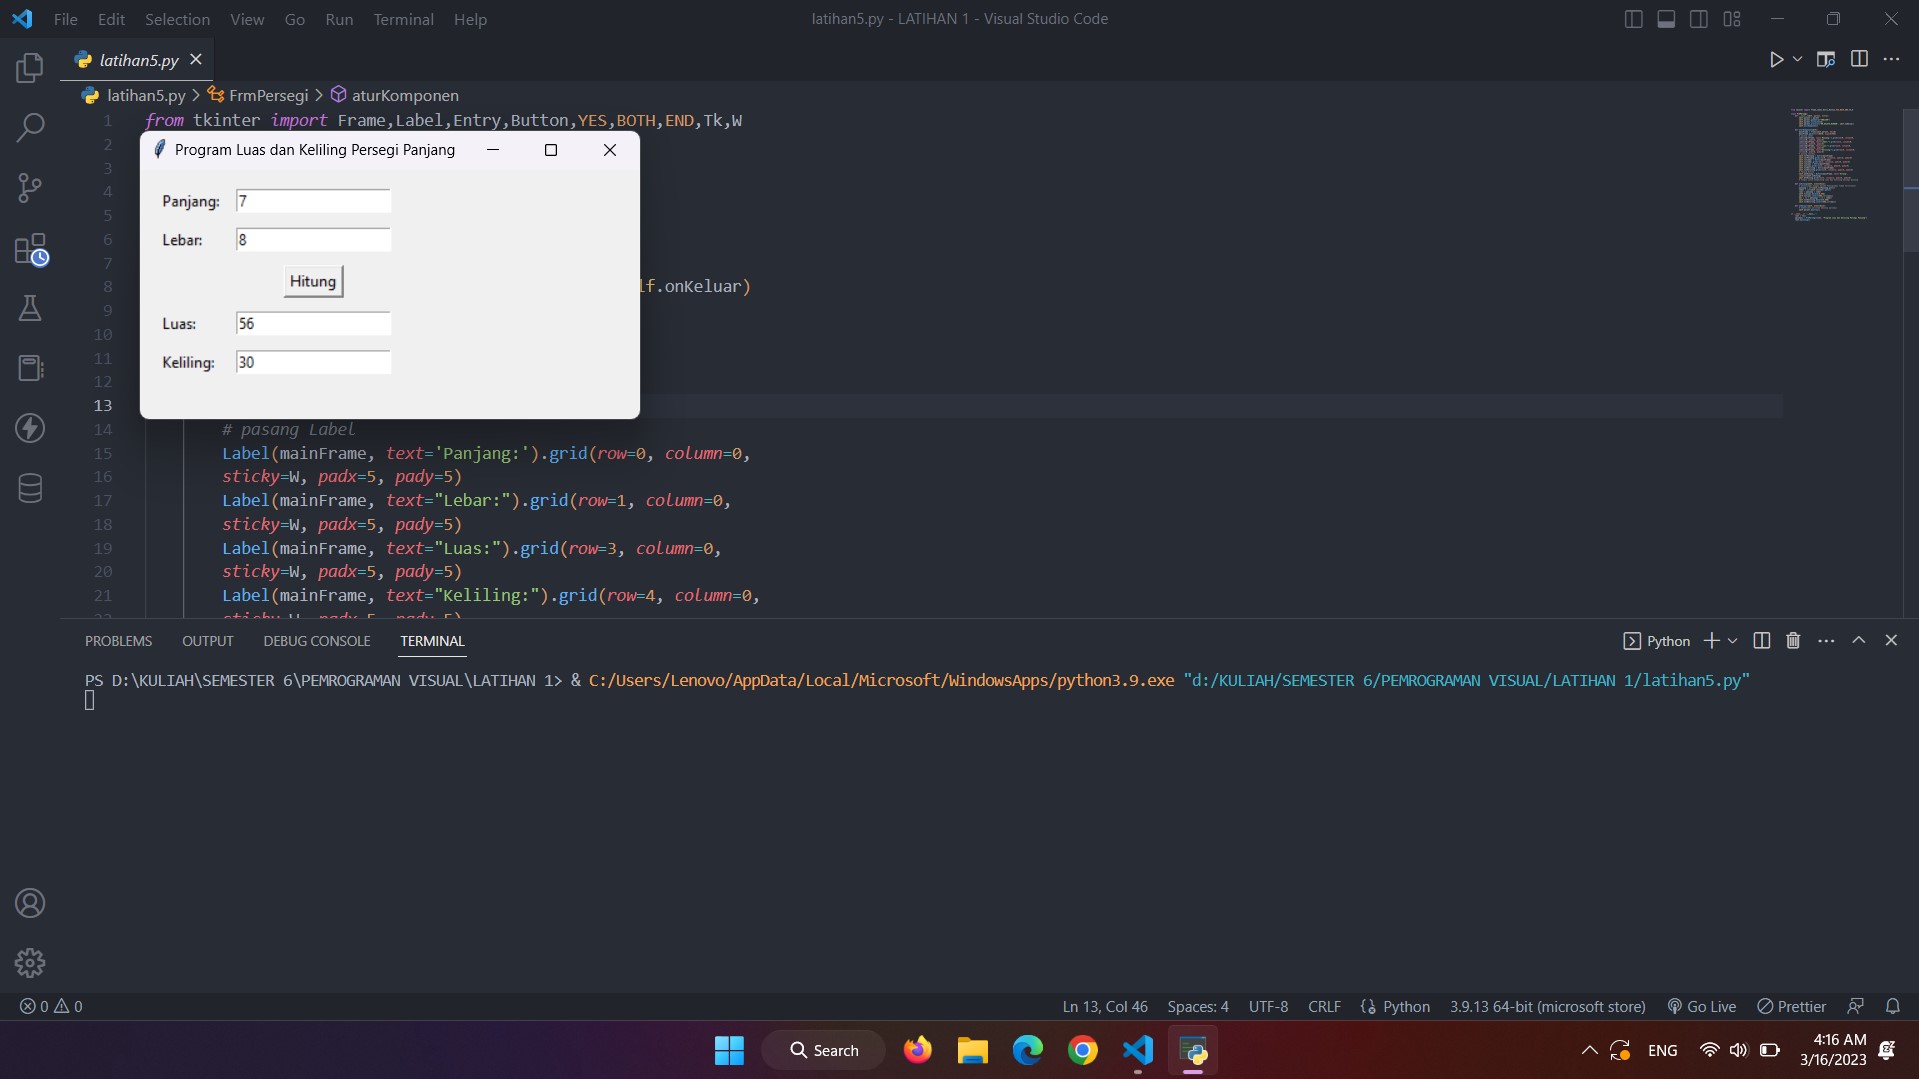 File Edit Selection View Go Run Terminal Help
latihan5.py - LATIHAN 1 - Visual Studio Code
latihan5.py
latihan5.py > FrmPersegi > aturKomponen
1 from tkinter import Frame,Label,Entry,Button,YES,BOTH,END,Tk,W
2
Program Luas dan Keliling Persegi Panjang
3
4
Panjang: 7
5
6
Lebar: 8
7
Hitung
8 lf.onKeluar)
9
Luas: 56
10
11
Keliling: 30
12
13
14 # pasang Label
15 Label(mainFrame, text='Panjang:').grid(row=0, column=0,
16 sticky=W, padx=5, pady=5)
17 Label(mainFrame, text="Lebar:").grid(row=1, column=0,
18 sticky=W, padx=5, pady=5)
19 Label(mainFrame, text="Luas:").grid(row=3, column=0,
20 sticky=W, padx=5, pady=5)
21 Label(mainFrame, text="Keliling:").grid(row=4, column=0,
PROBLEMS OUTPUT DEBUG CONSOLE TERMINAL
Python
PS D:\KULIAH\SEMESTER 6\PEMROGRAMAN VISUAL\LATIHAN 1> & C:/Users/Lenovo/AppData/Local/Microsoft/WindowsApps/python3.9.exe "d:/KULIAH/SEMESTER 6/PEMROGRAMAN VISUAL/LATIHAN 1/latihan5.py"
0 0
Ln 13, Col 46 Spaces: 4 UTF-8 CRLF Python 3.9.13 64-bit (microsoft store) Go Live Prettier
Search
ENG
4:16 AM
3/16/2023